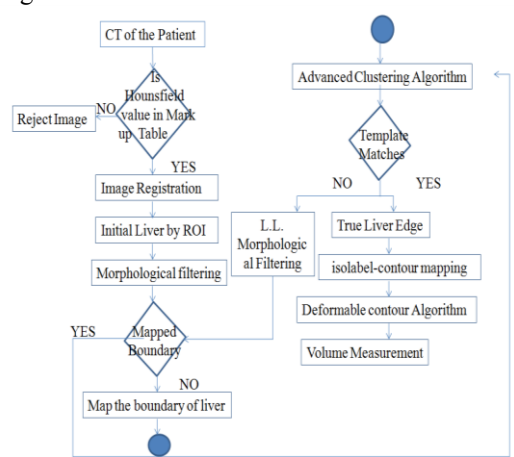 CT of the Patient
Is
Hounsfield
value in Mark
up Table
NO
Reject Image
YES
Image Registration
Initial Liver by ROI
Morphological filtering
YES
Mapped
Boundary
NO
Map the boundary of liver
Advanced Clustering Algorithm
Template
Matches
NO
YES
L.L.
Morphologic
al Filtering
True Liver Edge
isolabel-contour mapping
Deformable contour Algorithm
Volume Measurement